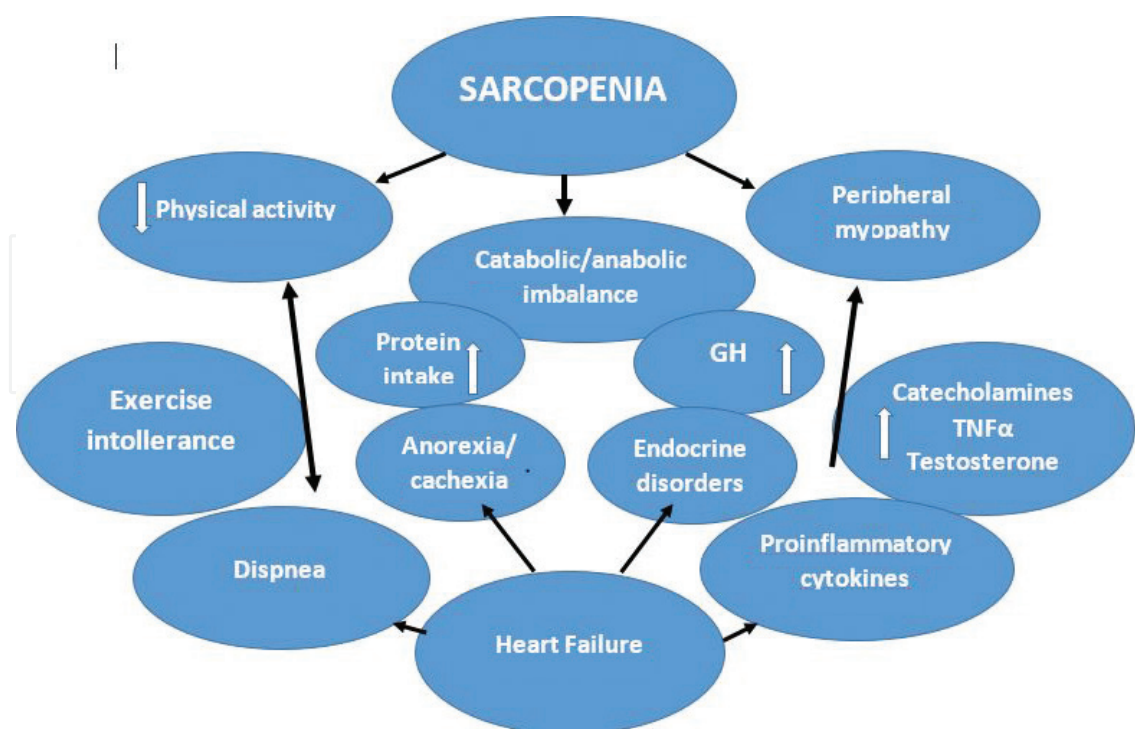 SARCOPENIA
Physical activity
Peripheral
myopathy
Catabolic/anabolic
imbalance
Protein
intake
GH
Exercise
intollerance
Catecholamines
TNFα
Testosterone
Anorexia/
cachexia
Endocrine
disorders
Dispnea
Proinflammatory
cytokines
Heart Failure